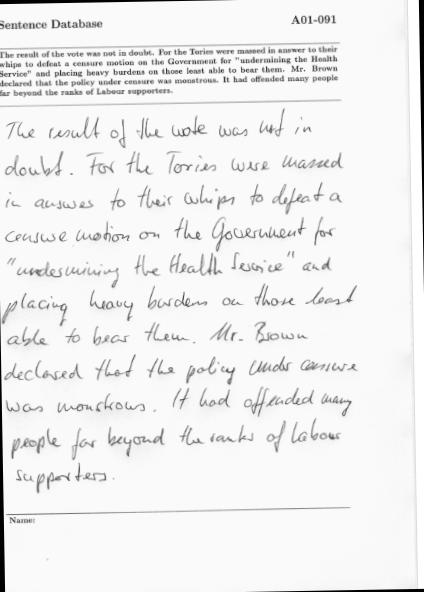 Sentence Database
A01-091
The result of the vote was not in doubt. For the Tories were massed in answer to their
whips to defeat a censure motion on the Government for "undermining the Health
Service" and placing heavy burdens on those least able to bear them. Mr. Brown
declared that the policy under censure was monstrous. It had offended many people
far beyond the ranks of Labour supporters.
The result of the vote was not in
doubt. For the Tories were massed
in answer to their whips to defeat a
censure motion on the Government for
"undermining the Health Service" and
placing heavy burdens on those least
able to bear them. Mr. Brown
declared that the policy under censure
was monstrous. It had offended many
people far beyond the ranks of Labour
supporters.
Name: